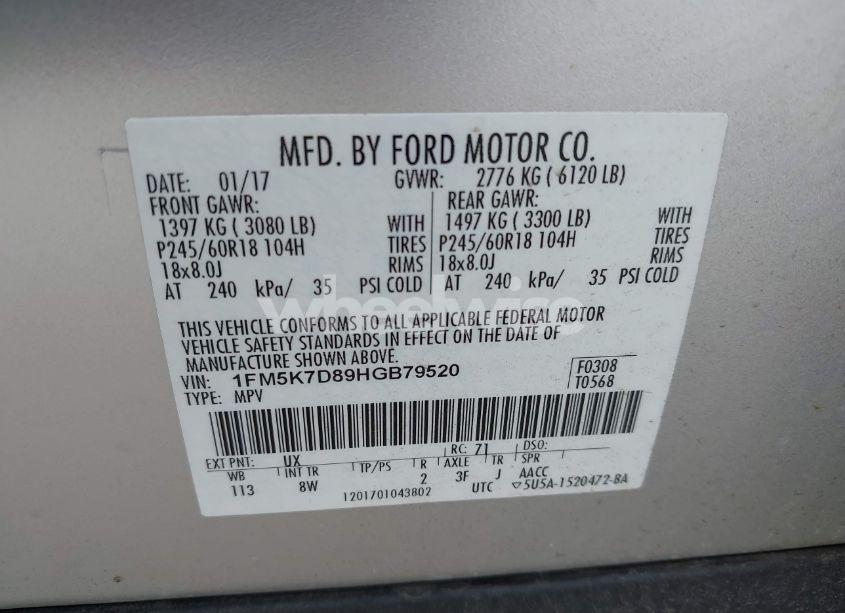 MFD. BY FORD MOTOR CO.
DATE: 01/17 GVWR: 2776 KG ( 6120 LB)
FRONT GAWR: REAR GAWR:
1397 KG ( 3080 LB) WITH 1497 KG ( 3300 LB) WITH
P245/60R18 104H TIRES P245/60R18 104H TIRES
18x8.0J RIMS 18x8.0J RIMS
AT 240 kPa/ 35 PSI COLD AT 240 kPa/ 35 PSI COLD
wheelwise
THIS VEHICLE CONFORMS TO ALL APPLICABLE FEDERAL MOTOR
VEHICLE SAFETY STANDARDS IN EFFECT ON THE DATE OF
MANUFACTURE SHOWN ABOVE.
VIN: 1FM5K7D89HGB79520 F0308
TYPE: MPV T0568
EXT PNT: UX RC: 71 DSO:
WB INT TR TP/PS R AXLE TR SPR
113 8W 2 3F J AACC
1201701043802 UTC ▽5U5A-1520472-BA